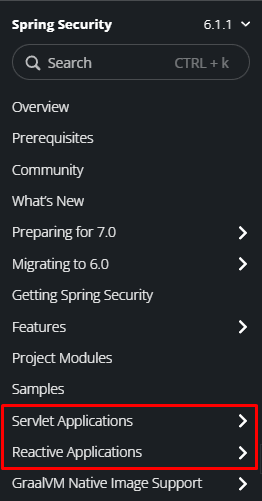 Spring Security 6.1.1
Search CTRL + k
Overview
Prerequisites
Community
What's New
Preparing for 7.0
Migrating to 6.0
Getting Spring Security
Features
Project Modules
Samples
Servlet Applications
Reactive Applications
GraalVM Native Image Support